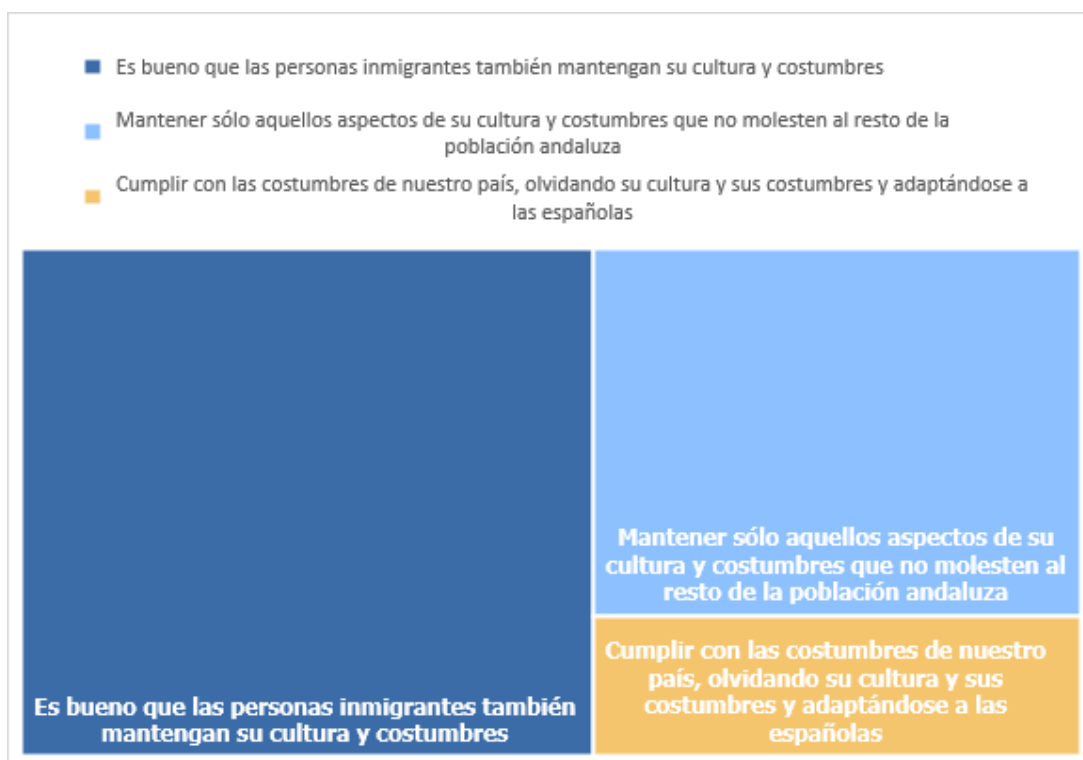 Es bueno que las personas inmigrantes también mantengan su cultura y costumbres
Mantener sólo aquellos aspectos de su cultura y costumbres que no molesten al resto de la
población andaluza
Cumplir con las costumbres de nuestro país, olvidando su cultura y sus costumbres y adaptándose a
las españolas
Es bueno que las personas inmigrantes también
mantengan su cultura y costumbres
Mantener sólo aquellos aspectos de su
cultura y costumbres que no molesten al
resto de la población andaluza
Cumplir con las costumbres de nuestro
país, olvidando su cultura y sus
costumbres y adaptándose a las
españolas